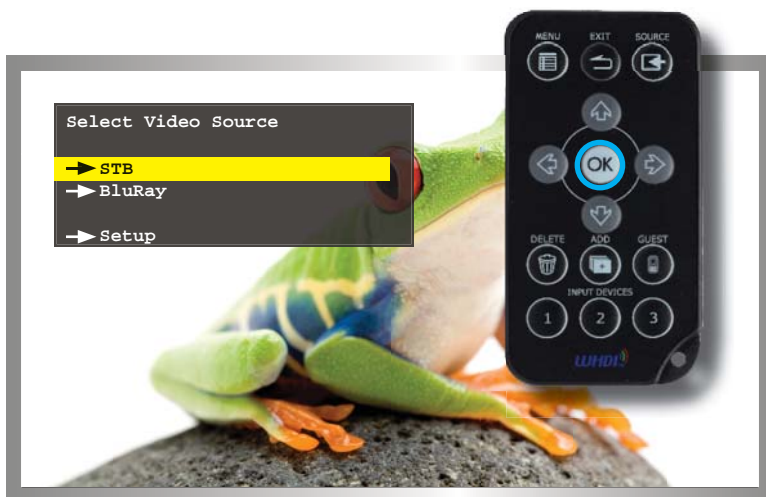 Select Video Source
STB
BluRay
Setup
MENU EXIT SOURCE
OK
DELETE ADD GUEST
INPUT DEVICES
1 2 3
WHDI